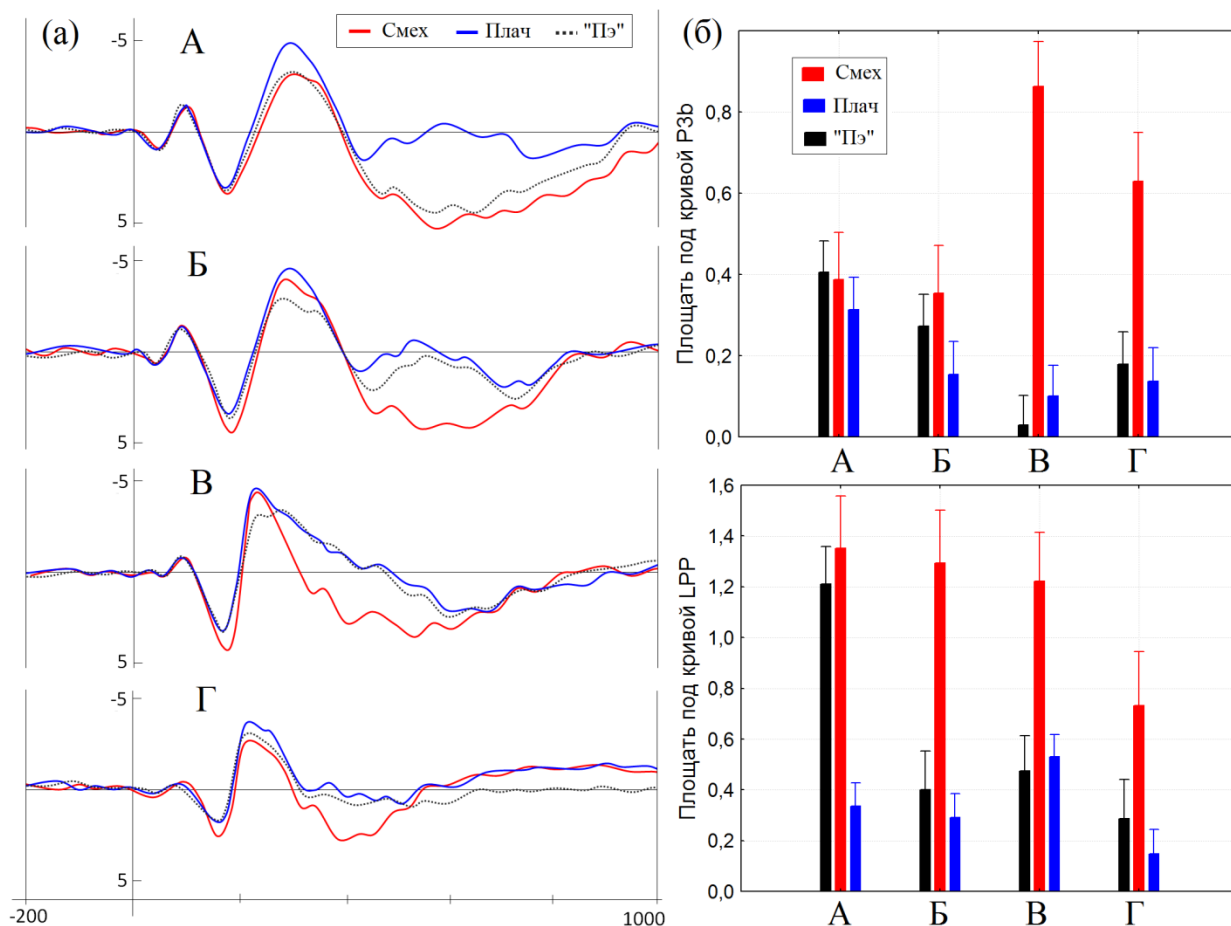 (а)
Смех Плач "Пэ"
А
-5
5
Б
-5
5
В
-5
5
Г
-5
5
-200 1000
(б)
Площать под кривой P3b
0,8
0,6
0,4
0,2
0,0
Смех
Плач
"Пэ"
А Б В Г
Площать под кривой LPP
1,6
1,4
1,2
1,0
0,8
0,6
0,4
0,2
0,0
А Б В Г